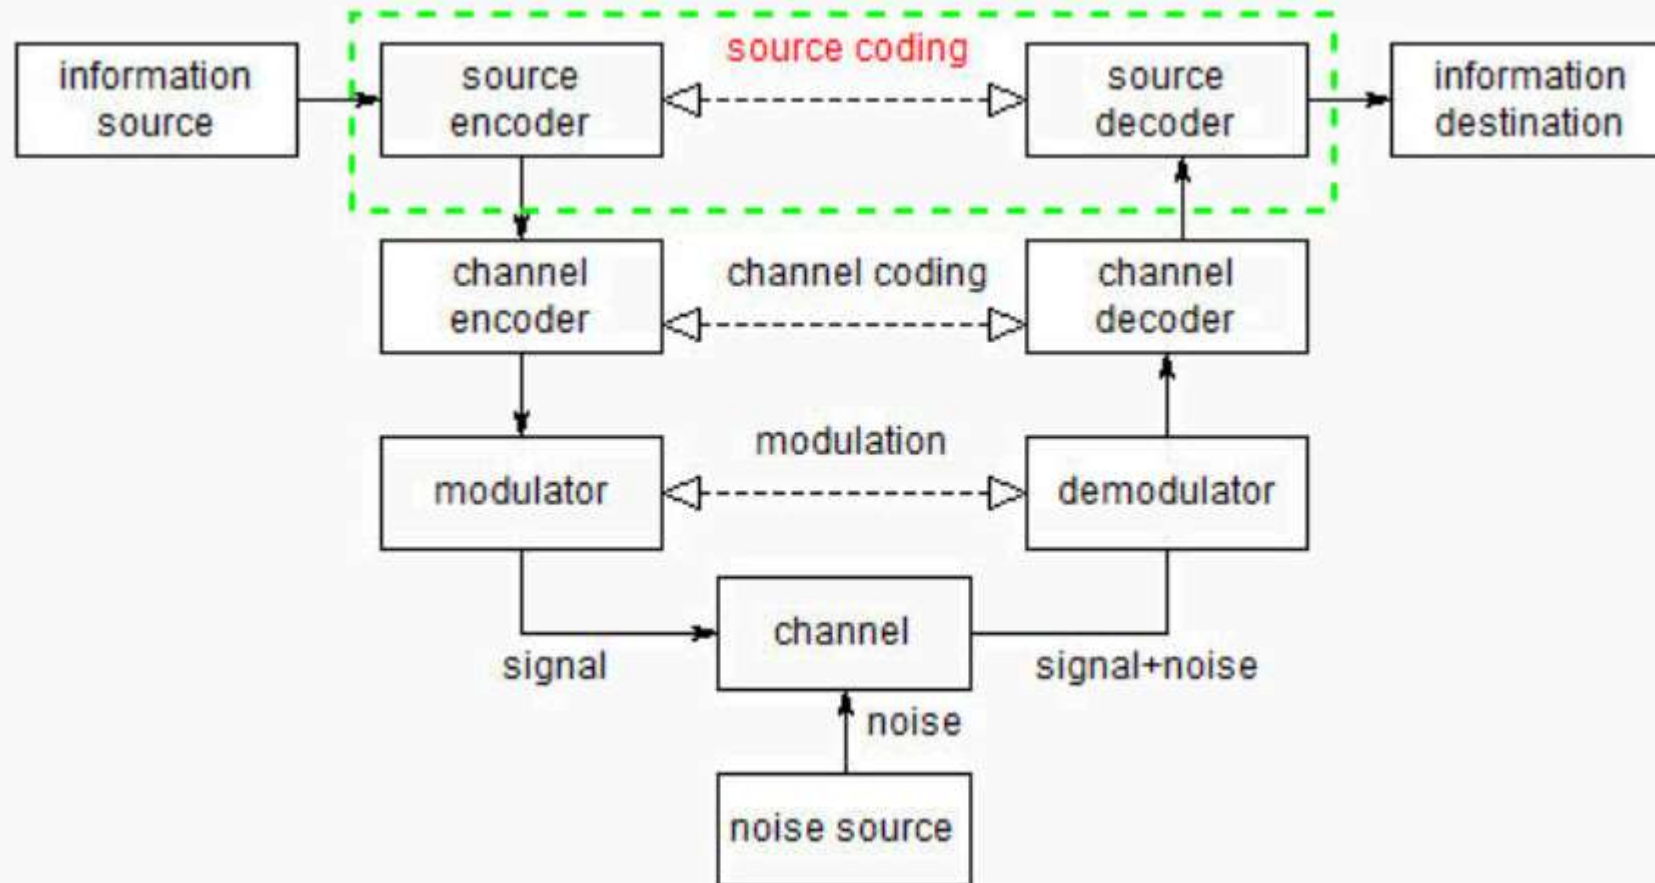 information
source
source
encoder
source coding
source
decoder
information
destination
channel
encoder
channel coding
channel
decoder
modulator
modulation
demodulator
channel
signal
signal+noise
noise
noise source